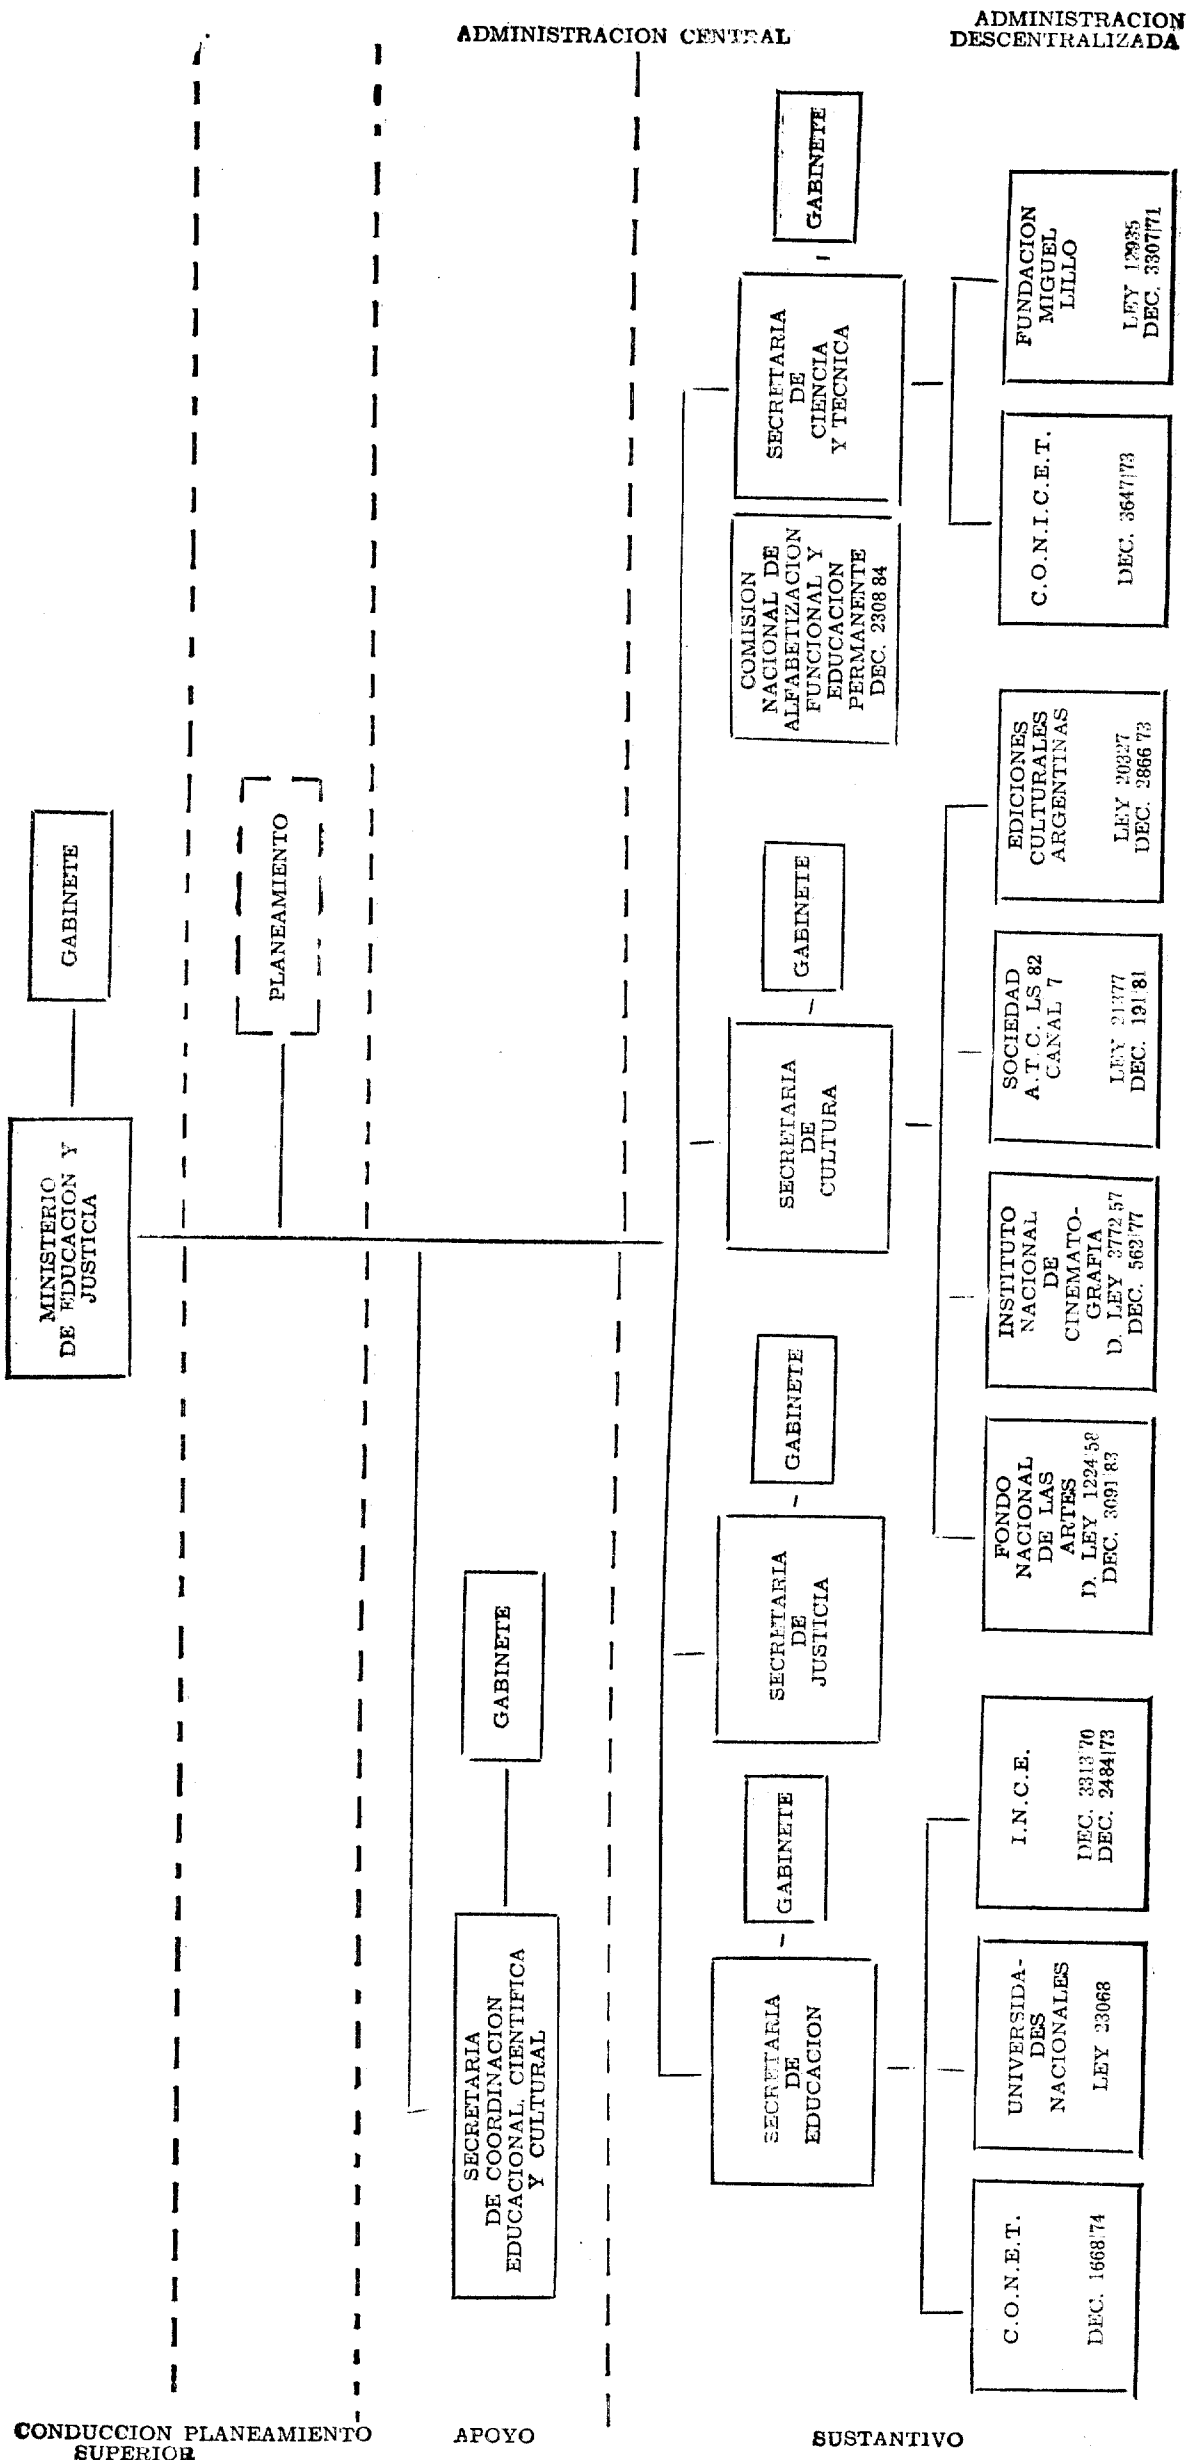 ADMINISTRACION CENTRAL
ADMINISTRACION
DESCENTRALIZADA
CONDUCCION
SUPERIOR
PLANEAMIENTO
APOYO
SUSTANTIVO
MINISTERIO
DE EDUCACION Y
JUSTICIA
GABINETE
PLANEAMIENTO
SECRETARIA
DE COORDINACION
EDUCACIONAL, CIENTIFICA
Y CULTURAL
GABINETE
SECRETARIA
DE
EDUCACION
GABINETE
SECRETARIA
DE
JUSTICIA
GABINETE
SECRETARIA
DE
CULTURA
GABINETE
COMISION
NACIONAL DE
ALFABETIZACION
FUNCIONAL Y
EDUCACION
PERMANENTE
DEC. 2308 84
SECRETARIA
DE
CIENCIA
Y TECNICA
GABINETE
C.O.N.E.T.
DEC. 1668|74
UNIVERSIDA-
DES
NACIONALES
LEY 23068
I.N.C.E.
DEC. 3313|70
DEC. 2484|73
FONDO
NACIONAL
DE LAS
ARTES
D. LEY 1224|58
DEC. 3091|83
INSTITUTO
NACIONAL
DE
CINEMATO-
GRAFIA
D. LEY 3772 57
DEC. 562|77
SOCIEDAD
A. T. C. LS 82
CANAL 7
LEY 21377
DEC. 191|81
EDICIONES
CULTURALES
ARGENTINAS
LEY 20327
DEC. 2866 73
C.O.N.I.C.E.T.
DEC. 3647|73
FUNDACION
MIGUEL
LILLO
LEY 12935
DEC. 3307|71